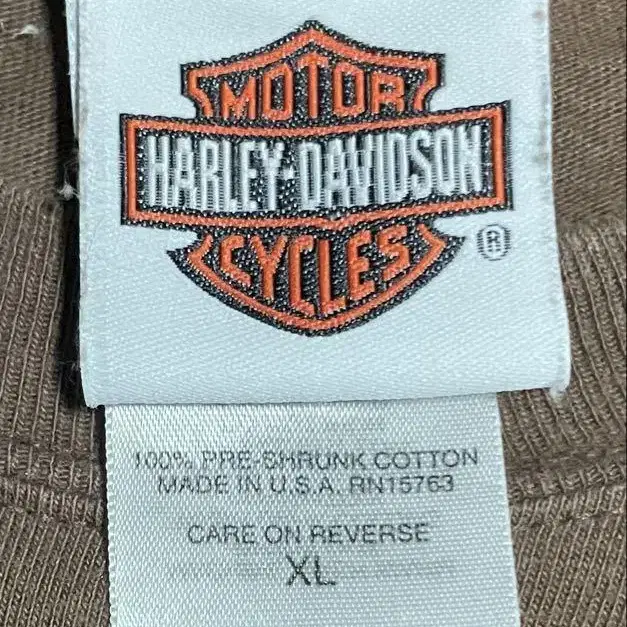 MOTOR
HARLEY-DAVIDSON
CYCLES
®
100% PRE-SHRUNK COTTON
MADE IN U.S.A. RN15763
CARE ON REVERSE
XL